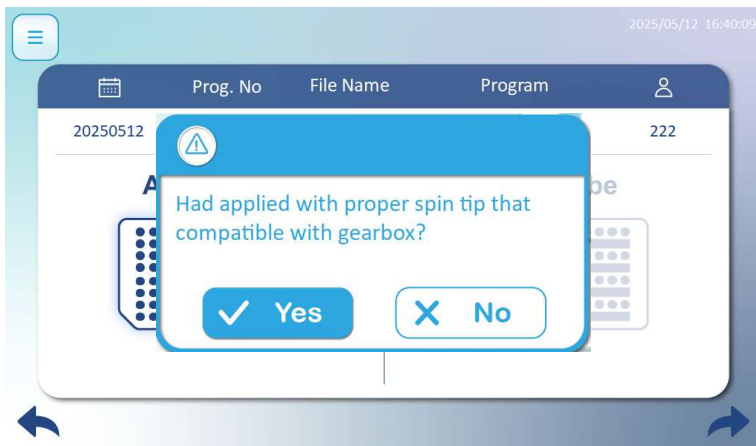 2025/05/12 16:40:09
Prog. No File Name Program
20250512 222
Had applied with proper spin tip that
compatible with gearbox?
Yes No